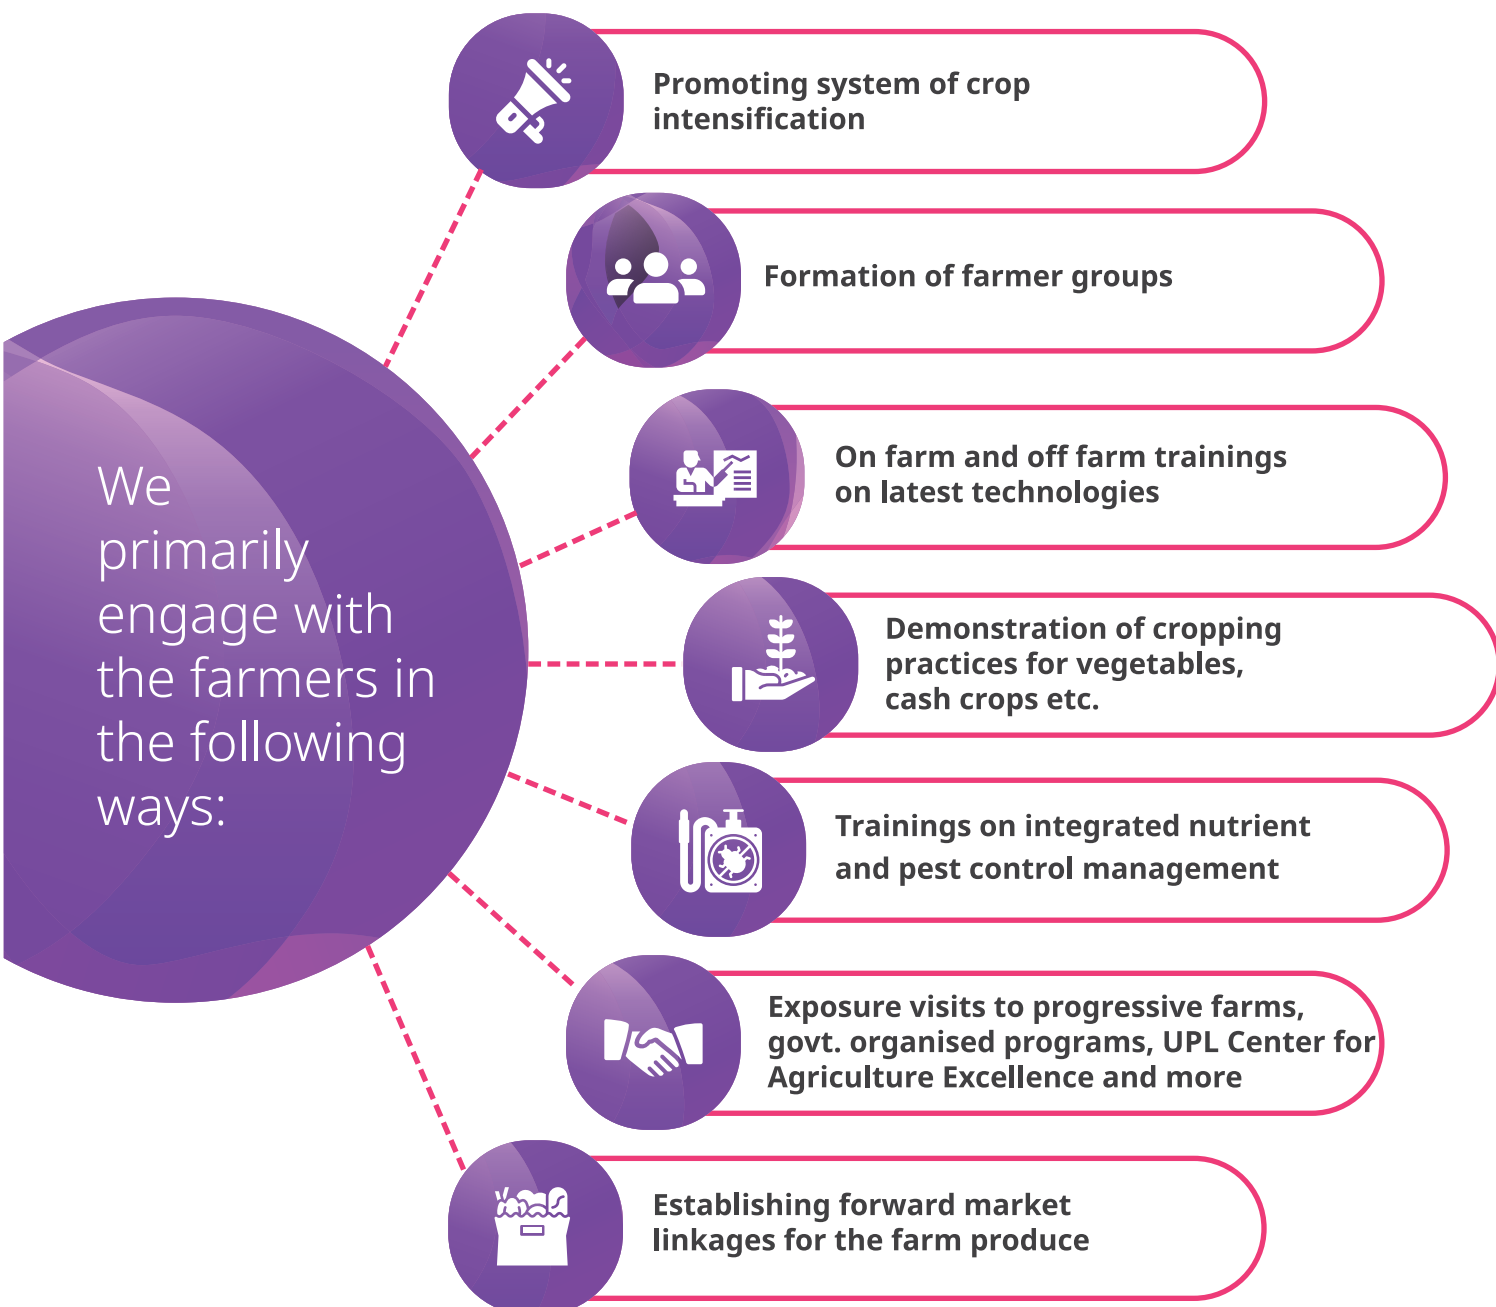 We
primarily
engage with
the farmers in
the following
ways:
Promoting system of crop
intensification
Formation of farmer groups
On farm and off farm trainings
on latest technologies
Demonstration of cropping
practices for vegetables,
cash crops etc.
Trainings on integrated nutrient
and pest control management
Exposure visits to progressive farms,
govt. organised programs, UPL Center for
Agriculture Excellence and more
Establishing forward market
linkages for the farm produce